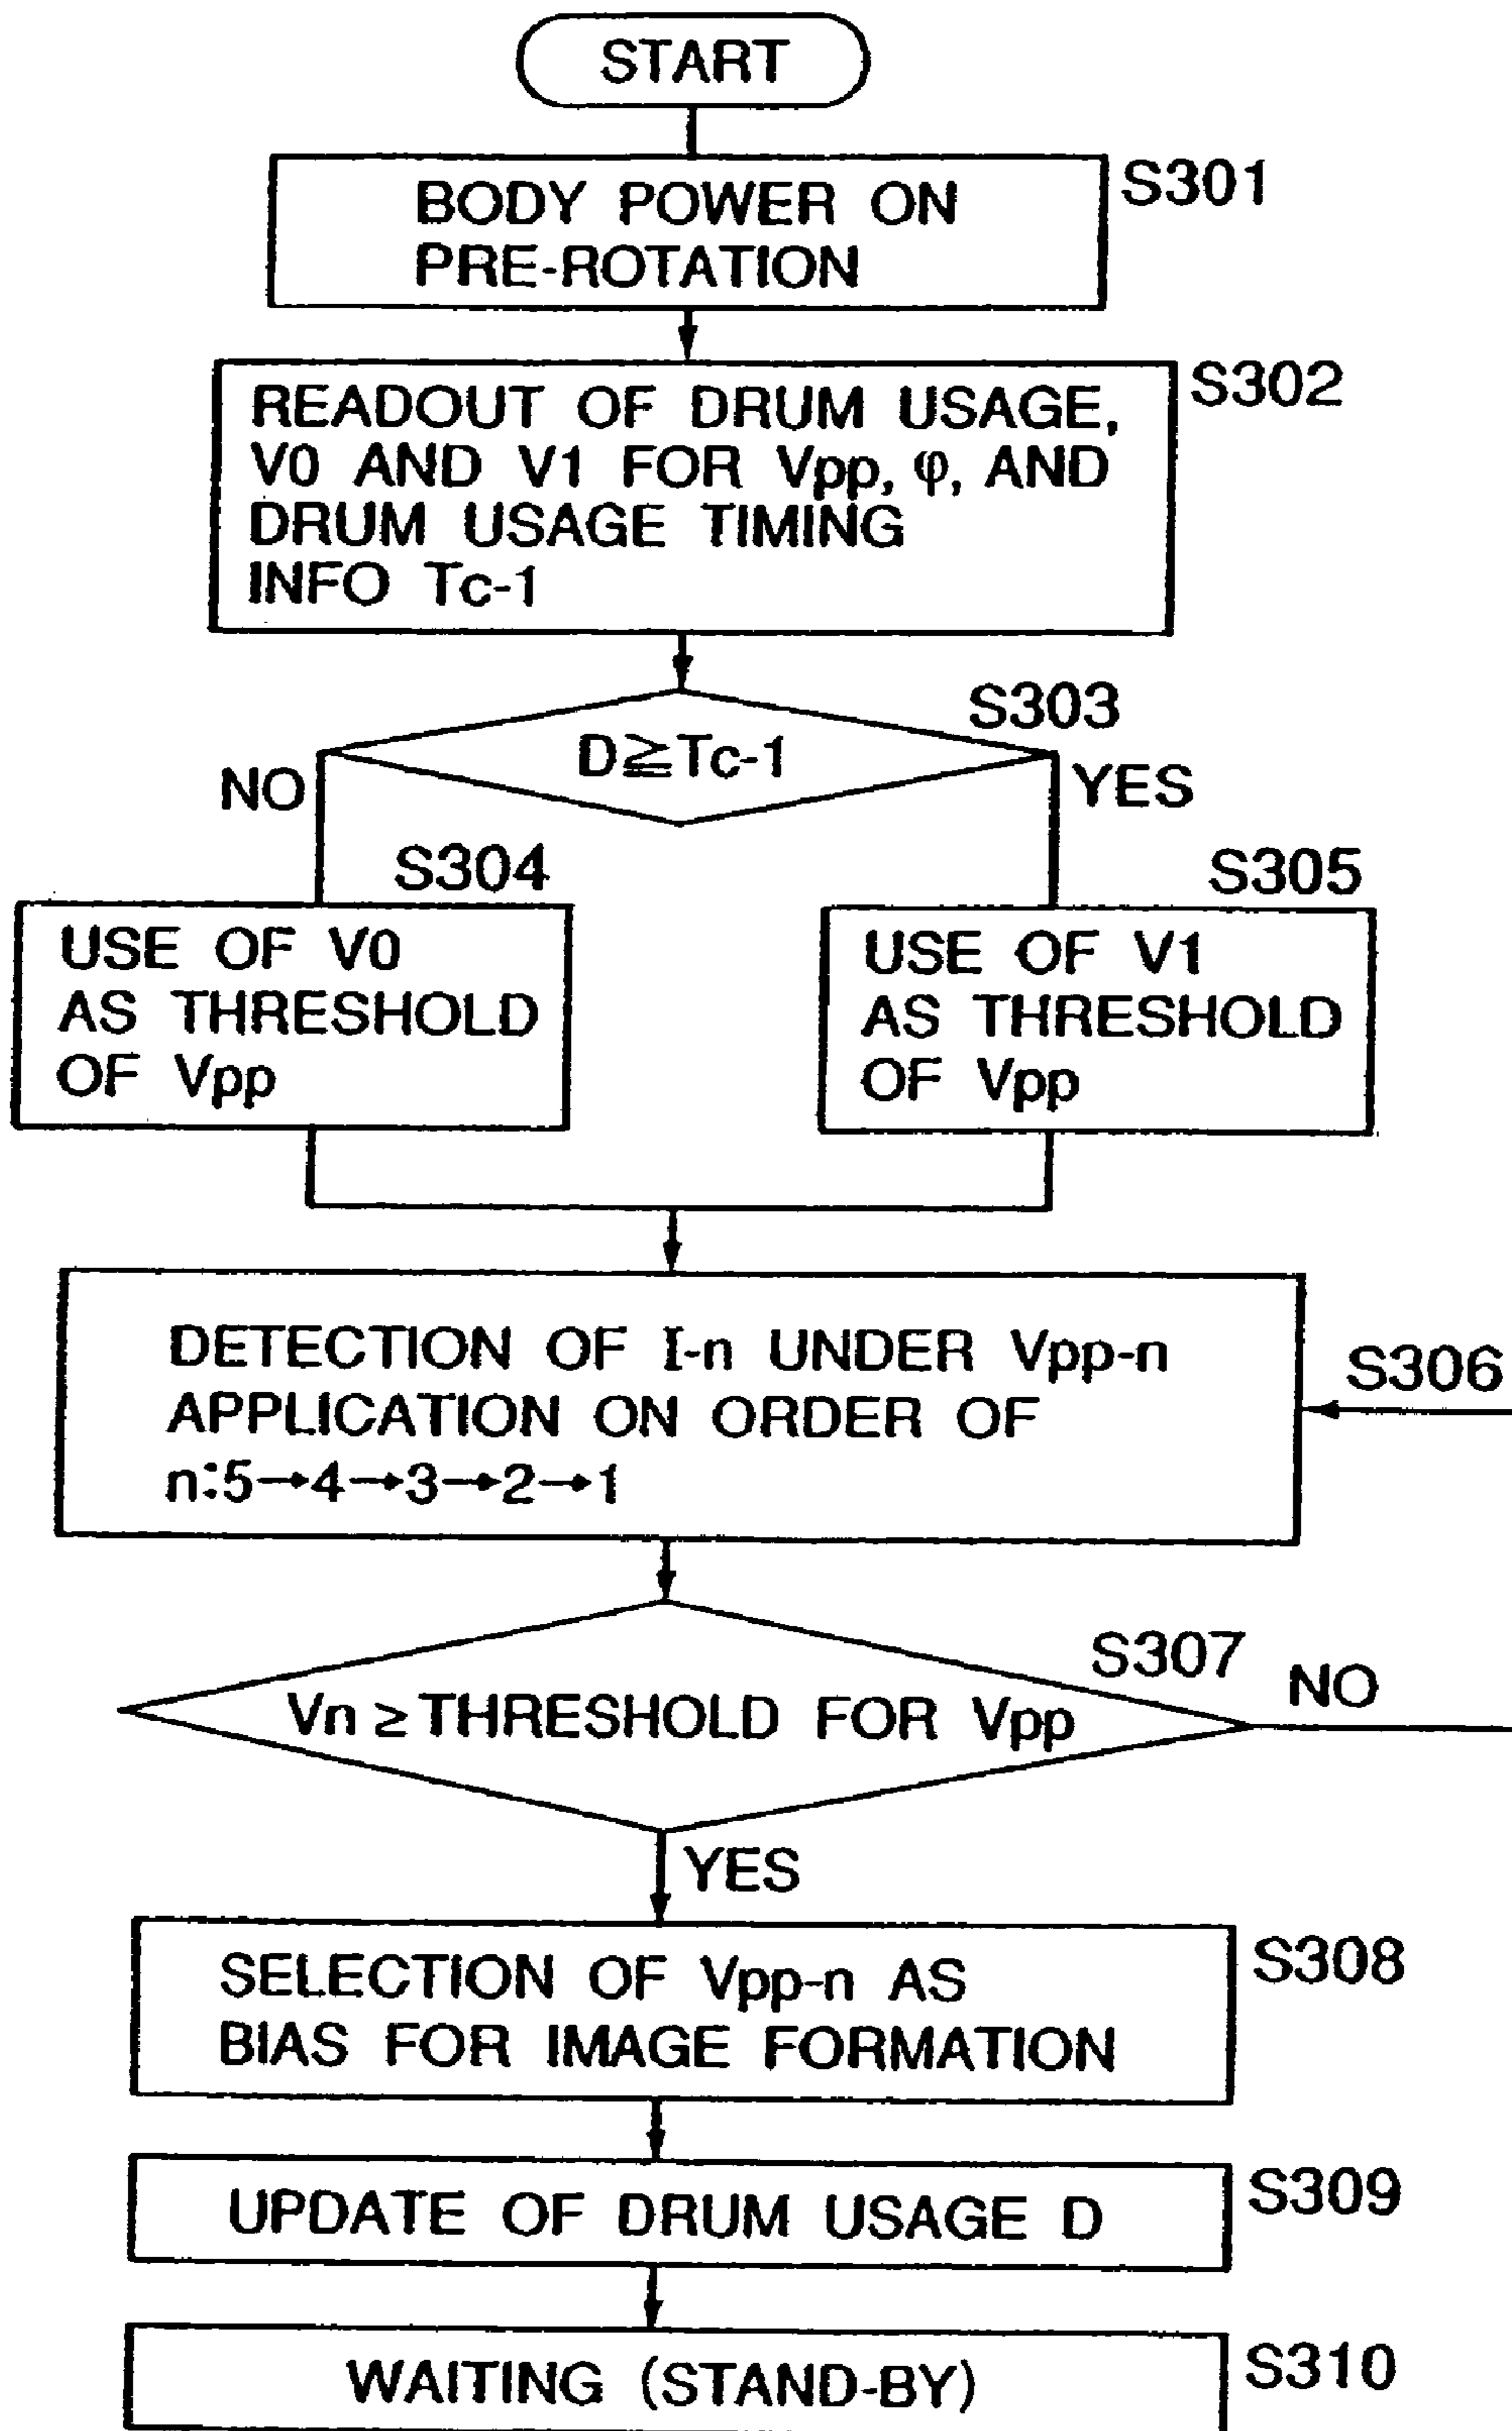 START
BODY POWER ON
PRE-ROTATION
S301
READOUT OF DRUM USAGE,
V0 AND V1 FOR Vpp, φ, AND
DRUM USAGE TIMING
INFO Tc-1
S302
S303
D≧Tc-1
NO
YES
S304
USE OF V0
AS THRESHOLD
OF Vpp
S305
USE OF V1
AS THRESHOLD
OF Vpp
DETECTION OF I-n UNDER Vpp-n
APPLICATION ON ORDER OF
n:5→4→3→2→1
S306
S307
Vn ≥ THRESHOLD FOR Vpp
NO
YES
SELECTION OF Vpp-n AS
BIAS FOR IMAGE FORMATION
S308
UPDATE OF DRUM USAGE D
S309
WAITING (STAND-BY)
S310